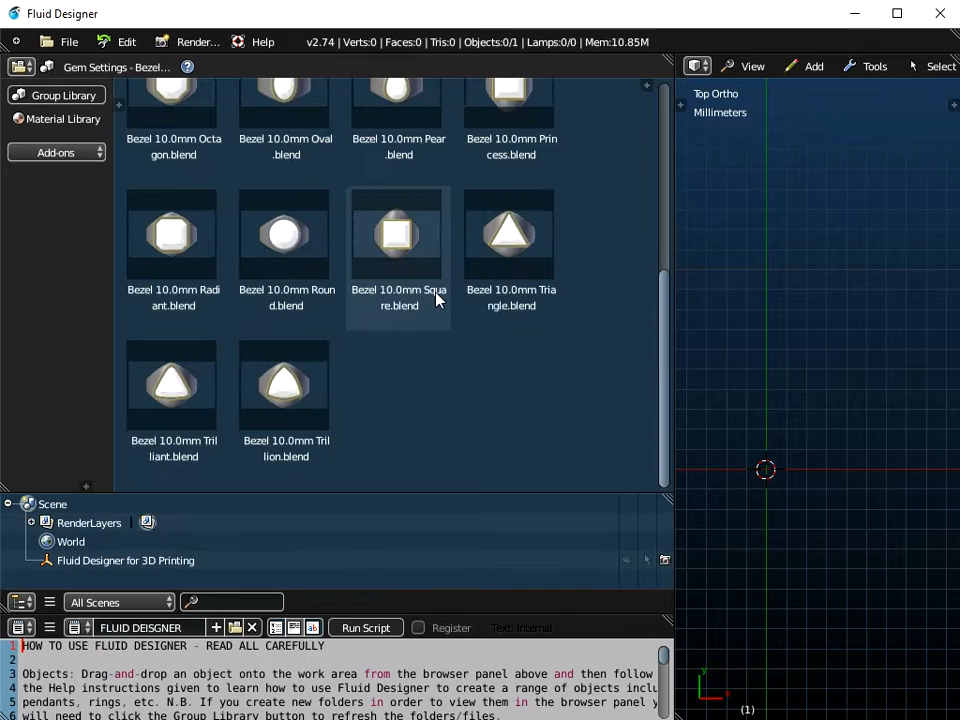 Fluid Designer
File Edit Render... Help v2.74 | Verts:0 | Faces:0 | Tris:0 | Objects:0/1 | Lamps:0/0 | Mem:10.85M
Gem Settings - Bezel...
View Add Tools Select
Group Library
Material Library
Add-ons
Bezel 10.0mm Octa
gon.blend
Bezel 10.0mm Oval
.blend
Bezel 10.0mm Pear
.blend
Bezel 10.0mm Prin
cess.blend
Bezel 10.0mm Radi
ant.blend
Bezel 10.0mm Roun
d.blend
Bezel 10.0mm Squa
re.blend
Bezel 10.0mm Tria
ngle.blend
Bezel 10.0mm Tril
liant.blend
Bezel 10.0mm Tril
lion.blend
Top Ortho
Millimeters
y
x
(1)
Scene
RenderLayers
World
Fluid Designer for 3D Printing
All Scenes
FLUID DEISGNER Run Script Register Text: Internal
1 HOW TO USE FLUID DESIGNER - READ ALL CAREFULLY
2
3 Objects: Drag-and-drop an object onto the work area from the browser panel above and then follow
4 the Help instructions given to learn how to use Fluid Designer to create a range of objects inclu
5 pendants, rings, etc. N.B. If you create new folders in order to view them in the browser panel y
6 will need to click the Group Library button to refresh the folders/files.